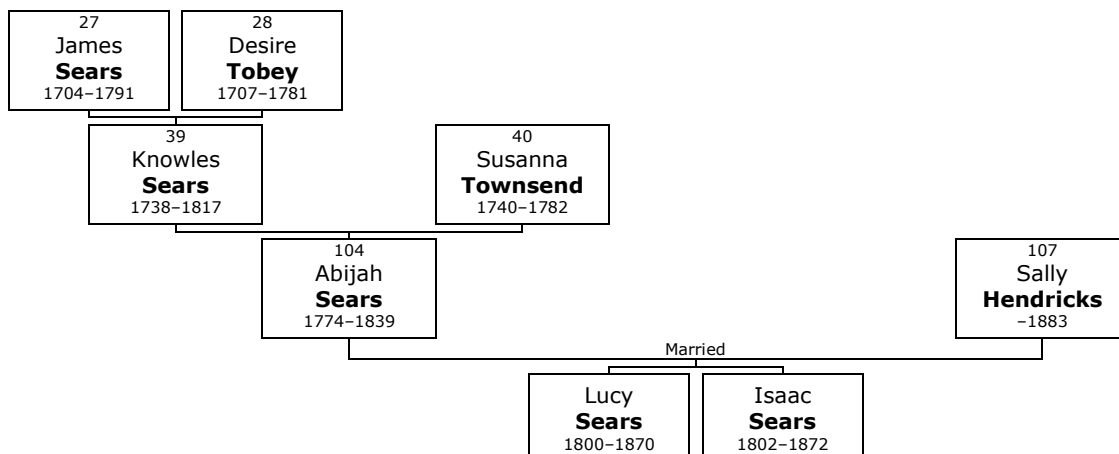 27
James
Sears
1704–1791
28
Desire
Tobey
1707–1781
39
Knowles
Sears
1738–1817
40
Susanna
Townsend
1740–1782
104
Abijah
Sears
1774–1839
107
Sally
Hendricks
–1883
Married
Lucy
Sears
1800–1870
Isaac
Sears
1802–1872